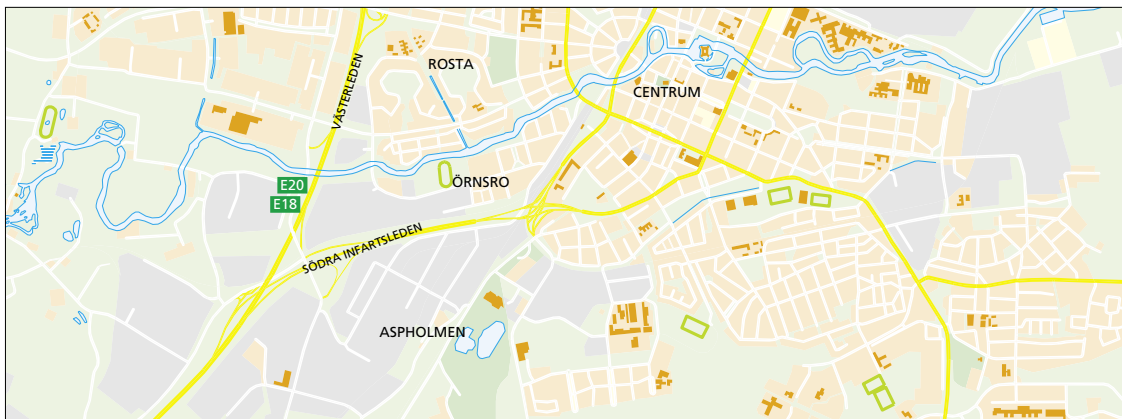 ROSTA
CENTRUM
VÄSTERLEDEN
ÖRNSRO
E20
E18
SÖDRA INFARTSLEDEN
ASPHOLMEN